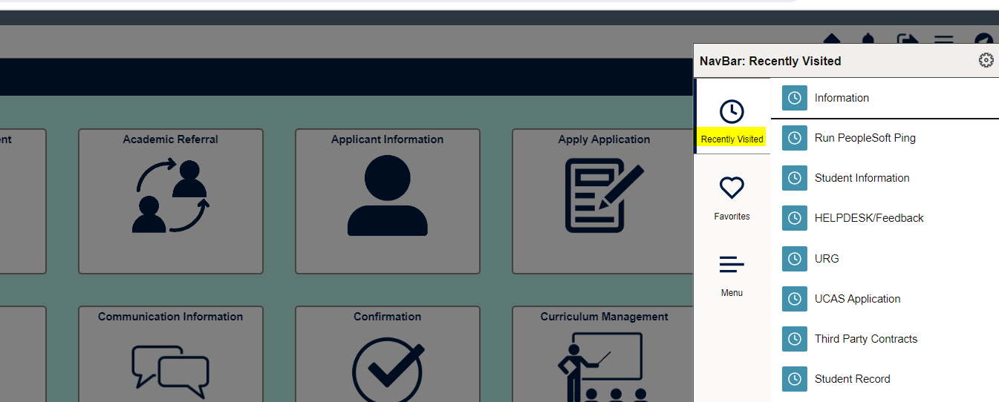 NavBar: Recently Visited
Recently Visited
Favorites
Menu
Information
Run PeopleSoft Ping
Student Information
HELPDESK/Feedback
URG
UCAS Application
Third Party Contracts
Student Record
nt
Academic Referral
Applicant Information
Apply Application
Communication Information
Confirmation
Curriculum Management